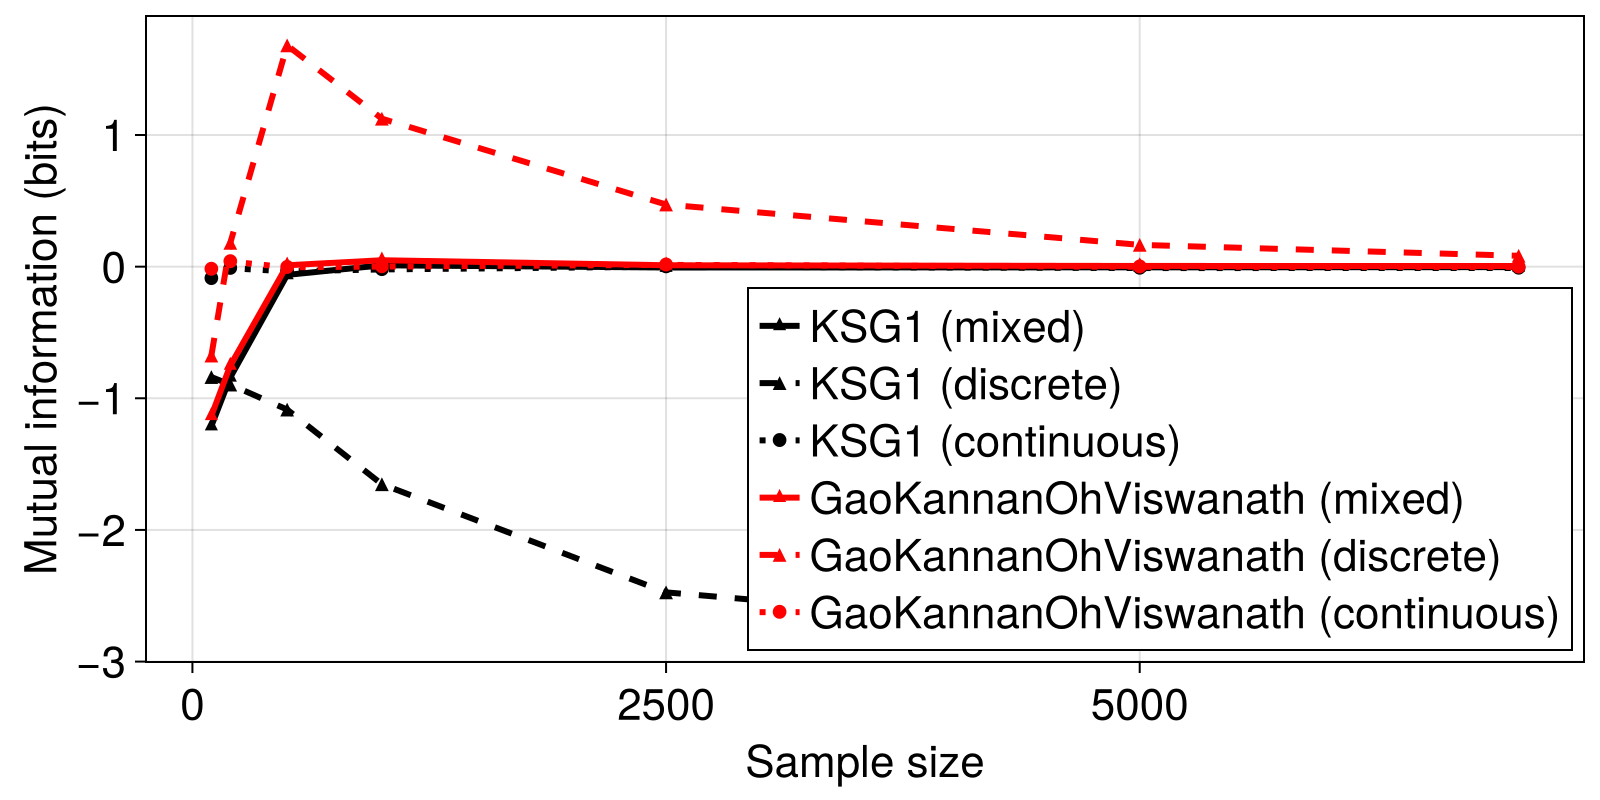 Mutual information (bits)
1
0
−1
−2
−3
KSG1 (mixed)
KSG1 (discrete)
KSG1 (continuous)
GaoKannanOhViswanath (mixed)
GaoKannanOhViswanath (discrete)
GaoKannanOhViswanath (continuous)
0 2500 5000
Sample size